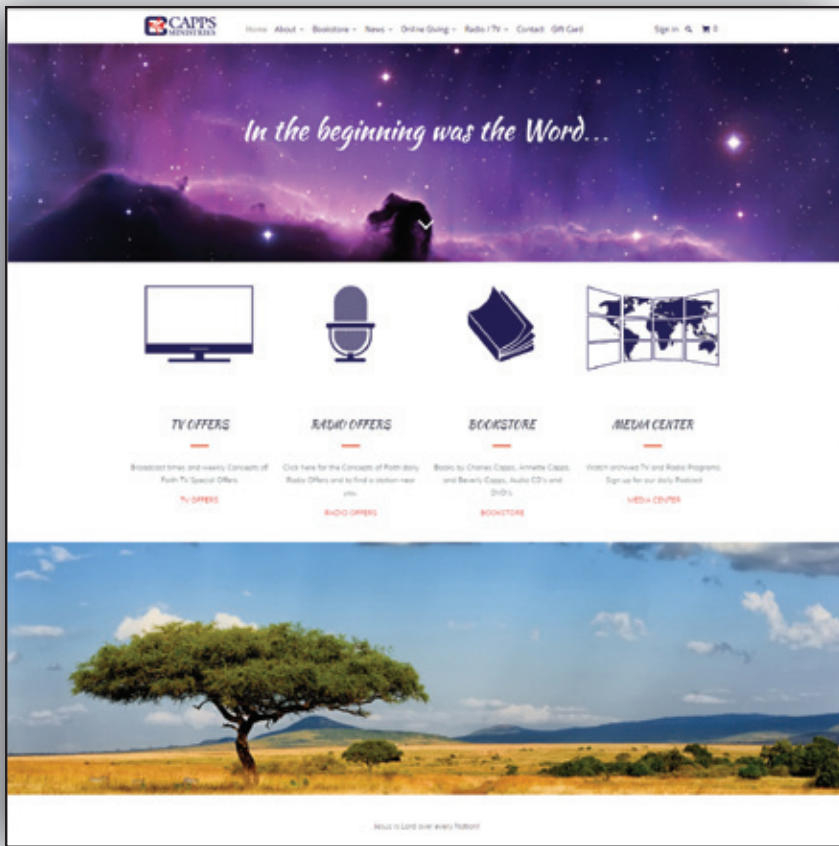 CAPPS
MINISTRIES
Home About Bookstore News Online Giving Radio / TV Contact Gift Card
Sign in 0
In the beginning was the Word...
TV OFFERS
Broadcast times and weekly Concepts of
Faith TV Special Offers
TV OFFERS
RADIO OFFERS
Click here for the Concepts of Faith daily
Radio Offers and to find a station near
you.
RADIO OFFERS
BOOKSTORE
Books by Charles Capps, Annette Capps,
and Beverly Capps, Audio CD's and
DVD's
BOOKSTORE
MEDIA CENTER
Watch archived TV and Radio Programs.
Sign up for our daily Podcast
MEDIA CENTER
Jesus is Lord over every Nation!